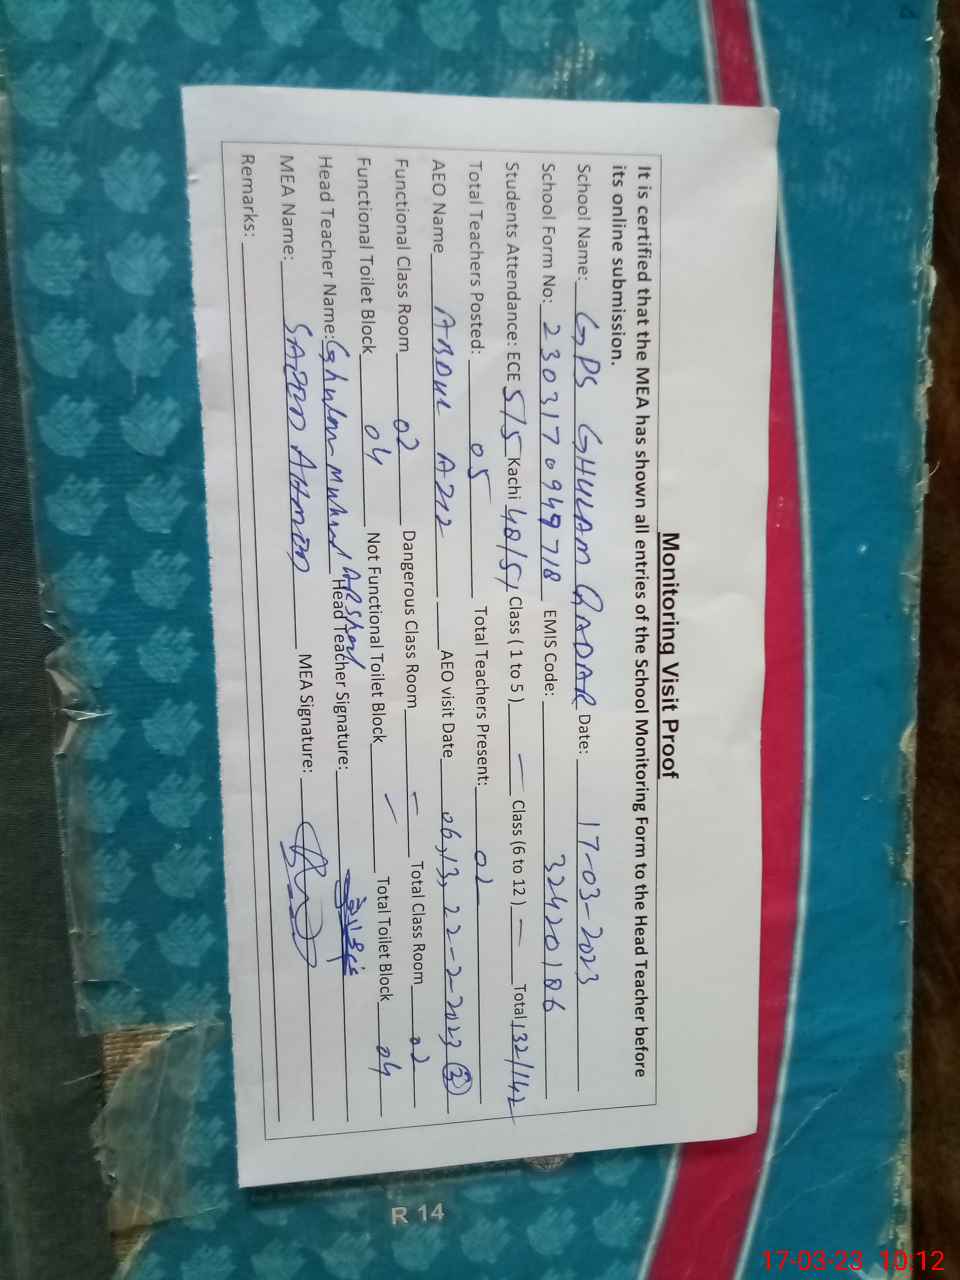 Monitoring Visit Proof
It is certified that the MEA has shown all entries of the School Monitoring Form to the Head Teacher before
its online submission.
School Name: GPS GHULAM QADAR Date: 17-03-2023
School Form No: 2303170949718 EMIS Code: 32420186
Students Attendance: ECE 5/5 Kachi 40/51 Class ( 1 to 5 ) — Class (6 to 12 ) — Total 132/142
Total Teachers Posted: 05 Total Teachers Present: 02
AEO Name ABDUL AZIZ AEO visit Date 06,13, 22-2-2023 (3)
Functional Class Room 02 Dangerous Class Room — Total Class Room 02
Functional Toilet Block 04 Not Functional Toilet Block — Total Toilet Block 04
Head Teacher Name: Ghulam Arshad Head Teacher Signature:
MEA Name: SAEED AHMED MEA Signature:
Remarks:
R 14
17-03-23 10:12